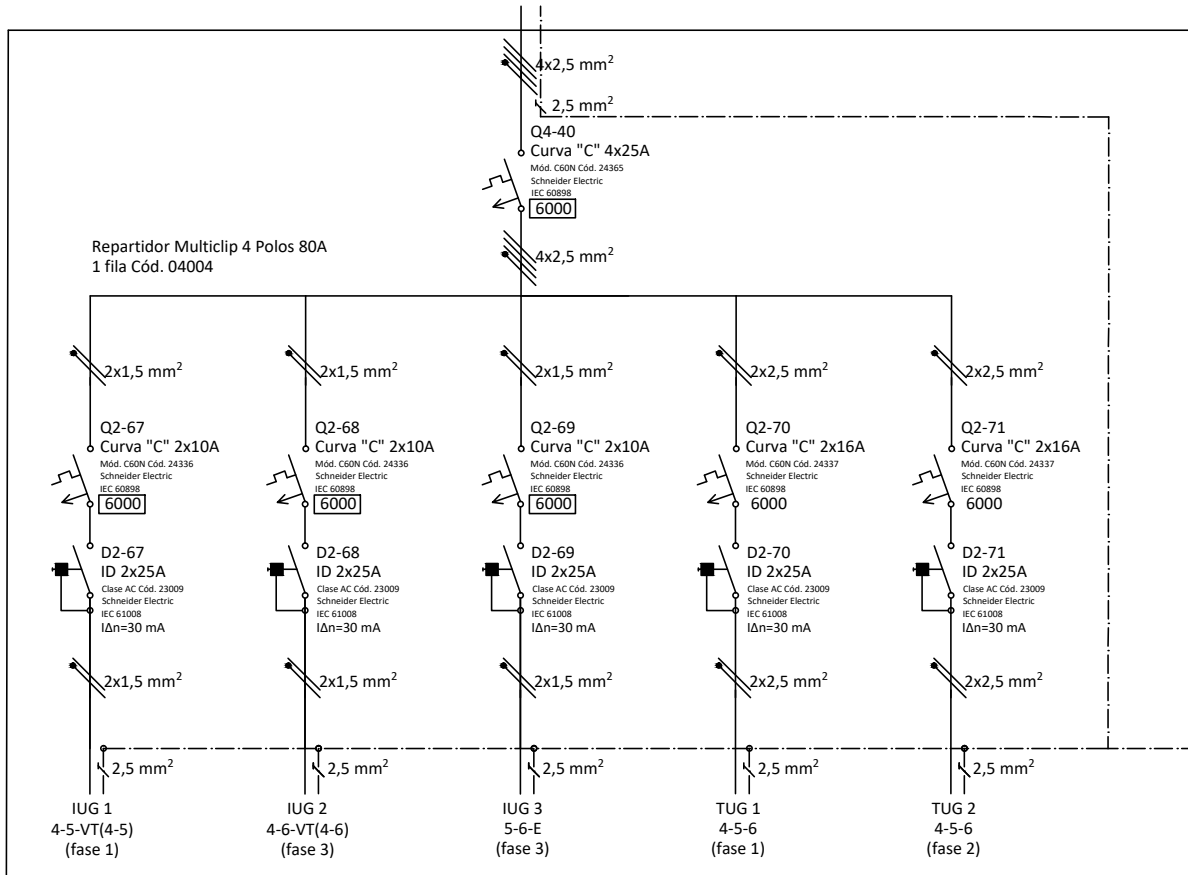 4x2,5 mm²
2,5 mm²
Q4-40
Curva "C" 4x25A
Mód. C60N Cód. 24365
Schneider Electric
IEC 60898
6000
Repartidor Multiclip 4 Polos 80A
1 fila Cód. 04004
4x2,5 mm²
2x1,5 mm²
2x1,5 mm²
2x1,5 mm²
2x2,5 mm²
2x2,5 mm²
Q2-67
Curva "C" 2x10A
Mód. C60N Cód. 24336
Schneider Electric
IEC 60898
6000
Q2-68
Curva "C" 2x10A
Mód. C60N Cód. 24336
Schneider Electric
IEC 60898
6000
Q2-69
Curva "C" 2x10A
Mód. C60N Cód. 24336
Schneider Electric
IEC 60898
6000
Q2-70
Curva "C" 2x16A
Mód. C60N Cód. 24337
Schneider Electric
IEC 60898
6000
Q2-71
Curva "C" 2x16A
Mód. C60N Cód. 24337
Schneider Electric
IEC 60898
6000
D2-67
ID 2x25A
Clase AC Cód. 23009
Schneider Electric
IEC 61008
IΔn=30 mA
D2-68
ID 2x25A
Clase AC Cód. 23009
Schneider Electric
IEC 61008
IΔn=30 mA
D2-69
ID 2x25A
Clase AC Cód. 23009
Schneider Electric
IEC 61008
IΔn=30 mA
D2-70
ID 2x25A
Clase AC Cód. 23009
Schneider Electric
IEC 61008
IΔn=30 mA
D2-71
ID 2x25A
Clase AC Cód. 23009
Schneider Electric
IEC 61008
IΔn=30 mA
2x1,5 mm²
2x1,5 mm²
2x1,5 mm²
2x2,5 mm²
2x2,5 mm²
2,5 mm²
2,5 mm²
2,5 mm²
2,5 mm²
2,5 mm²
IUG 1
4-5-VT(4-5)
(fase 1)
IUG 2
4-6-VT(4-6)
(fase 3)
IUG 3
5-6-E
(fase 3)
TUG 1
4-5-6
(fase 1)
TUG 2
4-5-6
(fase 2)